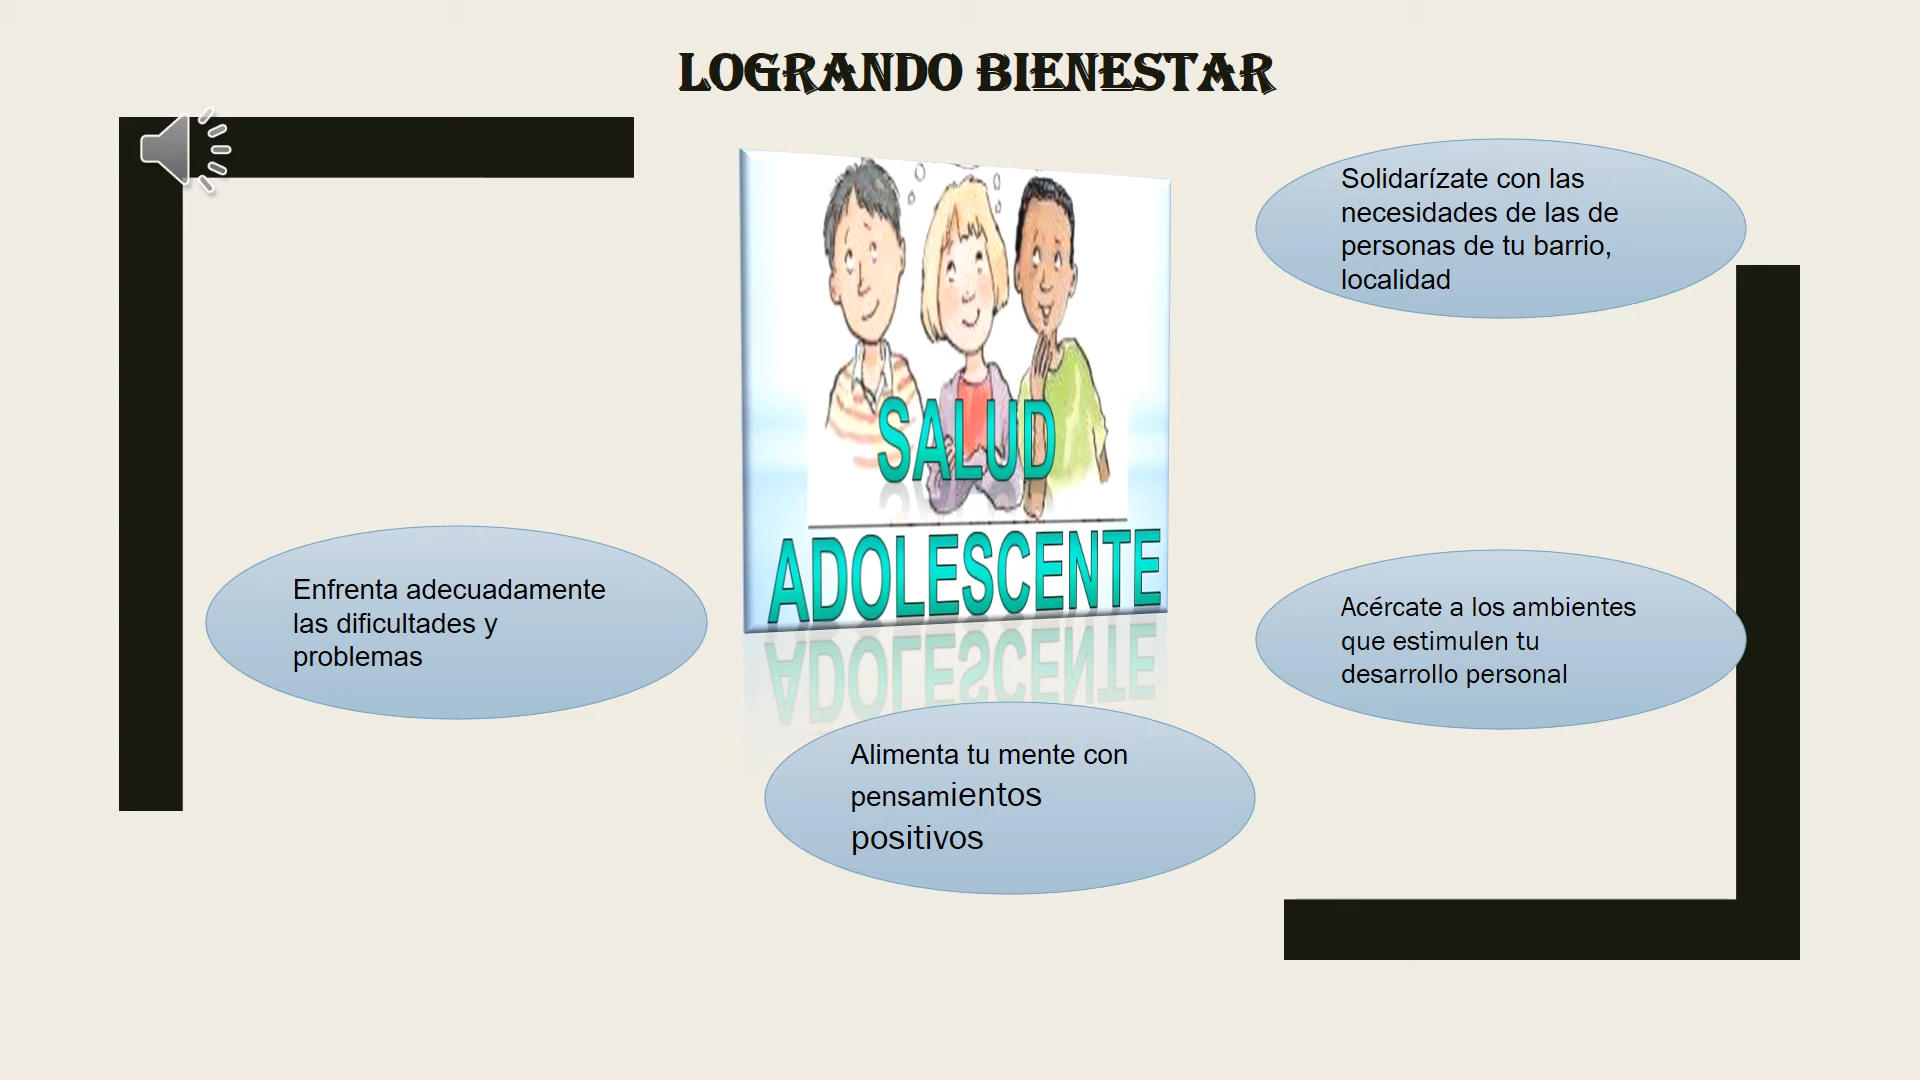 LOGRANDO BIENESTAR
Solidarízate con las
necesidades de las de
personas de tu barrio,
localidad
SALUD
ADOLESCENTE
Enfrenta adecuadamente
las dificultades y
problemas
Acércate a los ambientes
que estimulen tu
desarrollo personal
Alimenta tu mente con
pensamientos
positivos